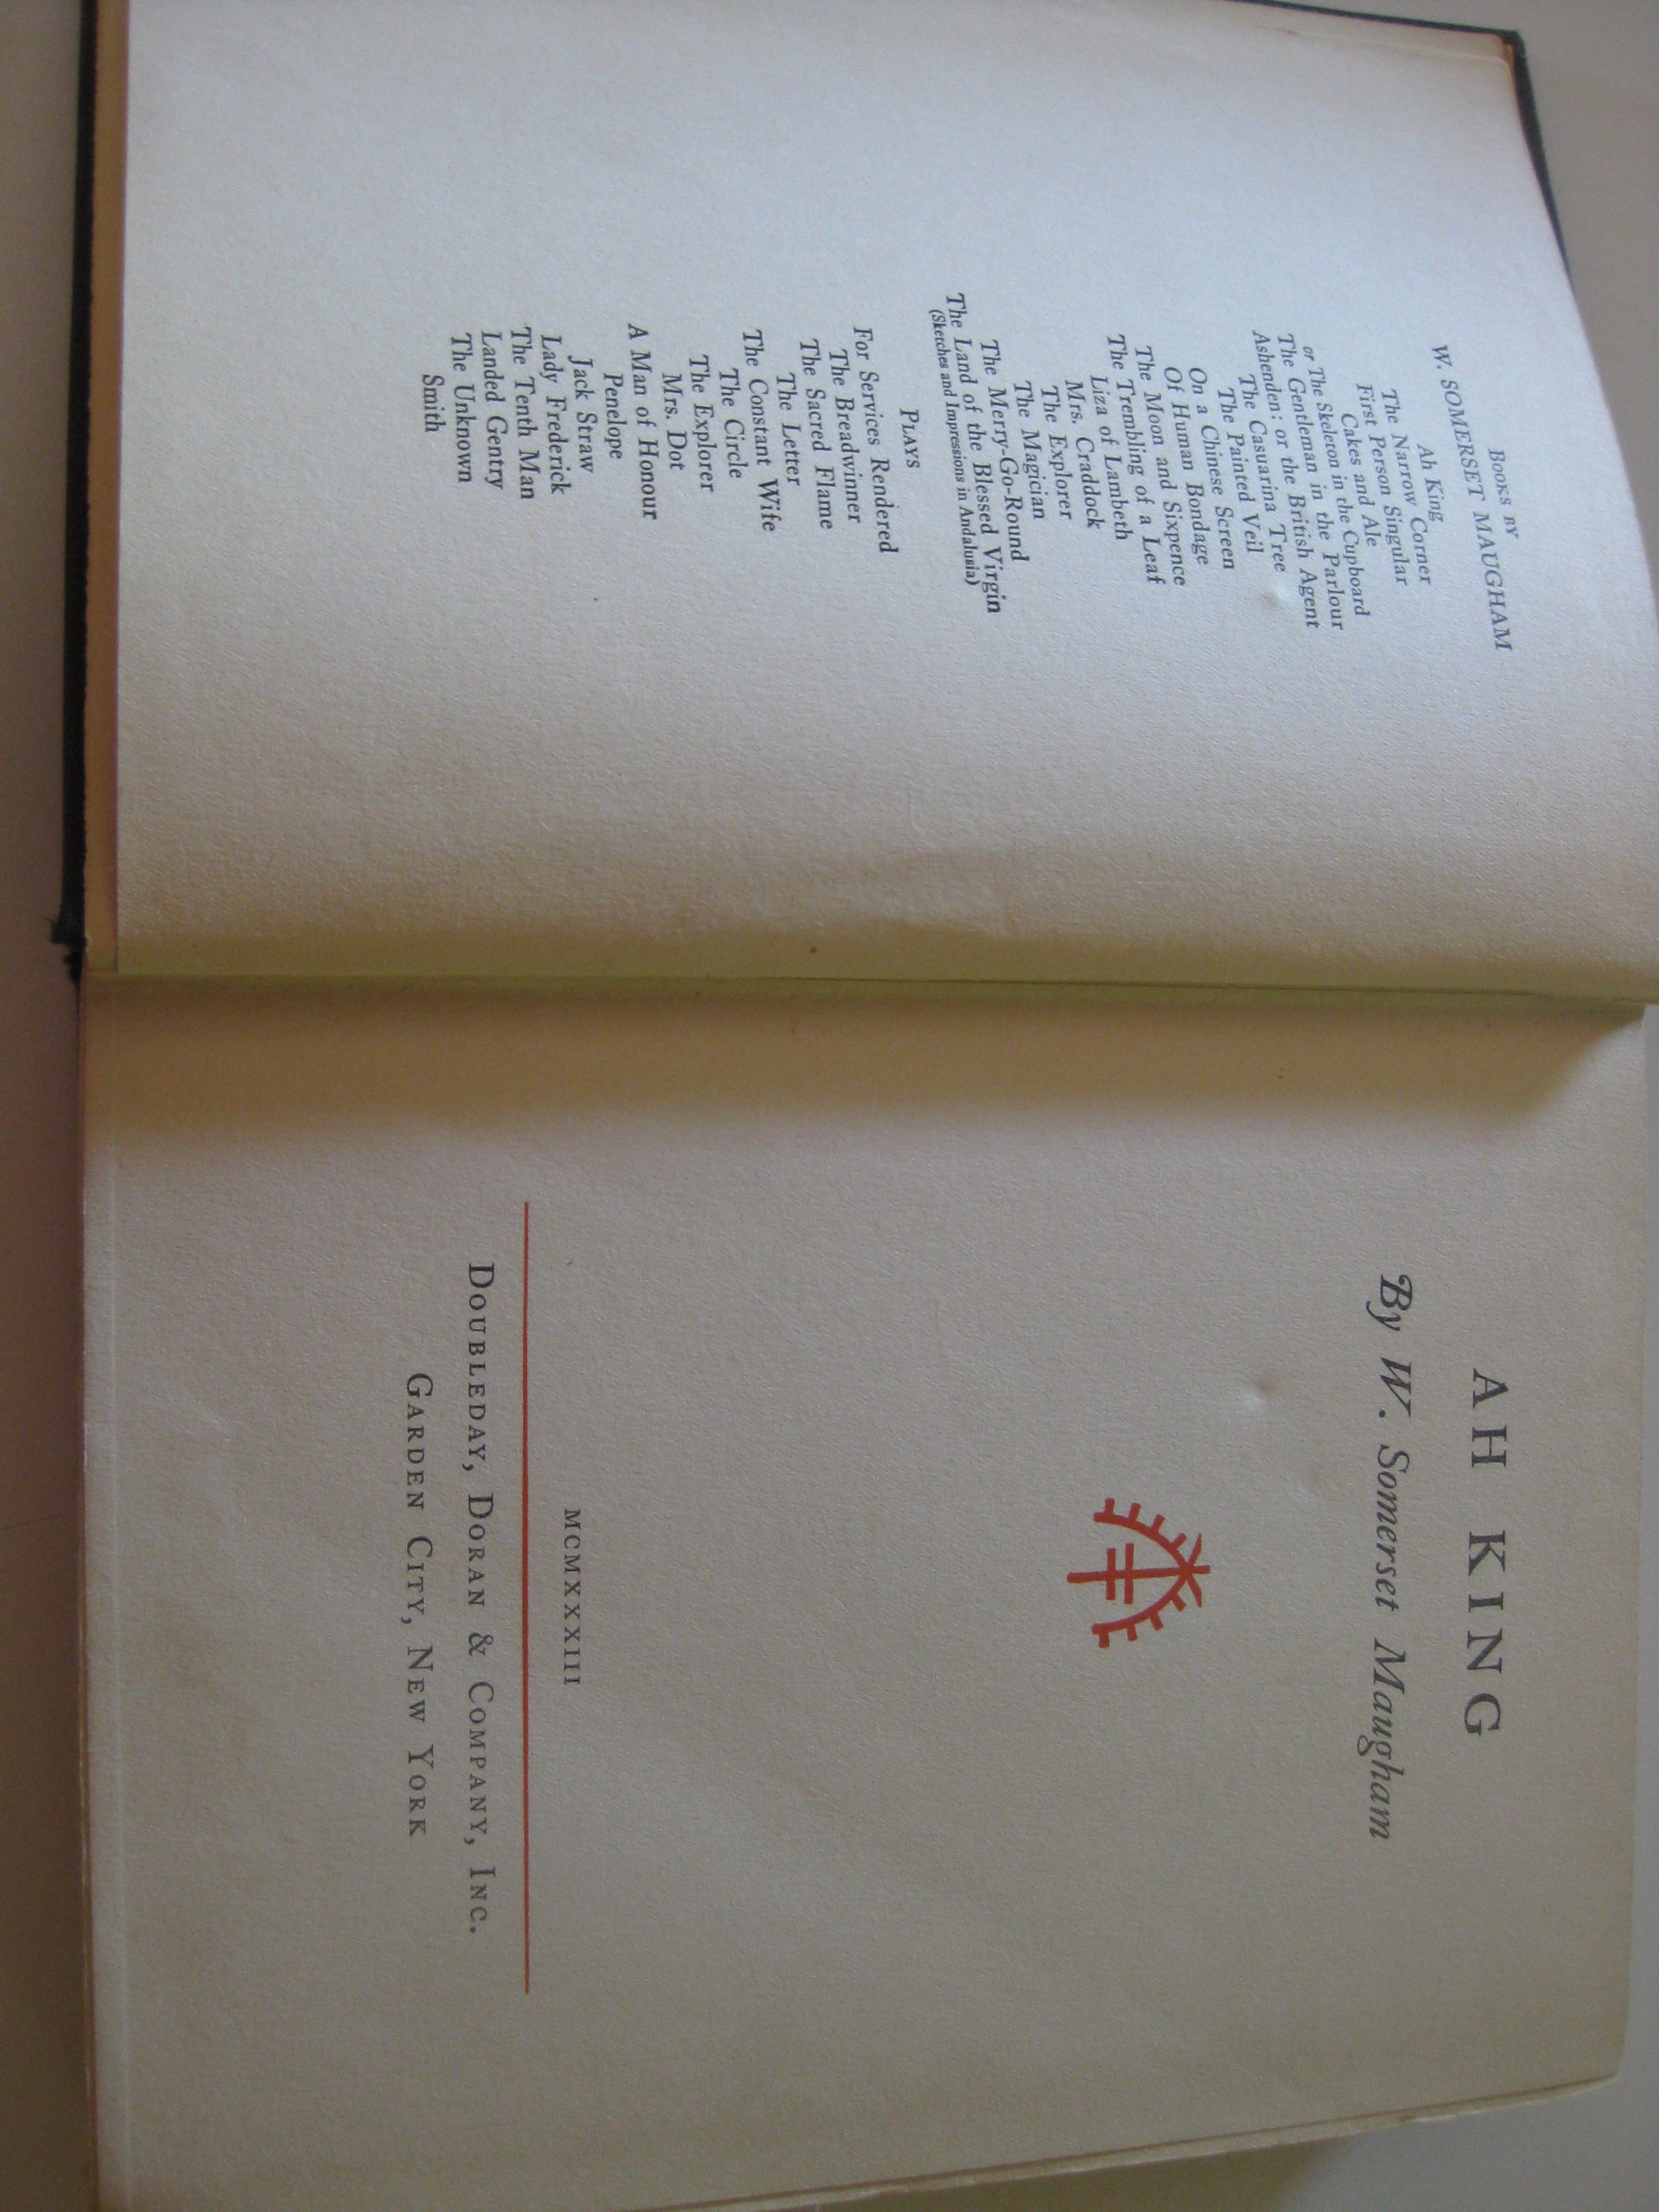 BOOKS BY
W. SOMERSET MAUGHAM
Ah King
The Narrow Corner
First Person Singular
Cakes and Ale
or The Skeleton in the Cupboard
The Gentleman in the Parlour
Ashenden: or the British Agent
The Casuarina Tree
The Painted Veil
On a Chinese Screen
Of Human Bondage
The Moon and Sixpence
The Trembling of a Leaf
Liza of Lambeth
Mrs. Craddock
The Explorer
The Magician
The Merry-Go-Round
The Land of the Blessed Virgin
(Sketches and Impressions in Andalusia)
PLAYS
For Services Rendered
The Breadwinner
The Sacred Flame
The Letter
The Constant Wife
The Circle
The Explorer
Mrs. Dot
A Man of Honour
Penelope
Jack Straw
Lady Frederick
The Tenth Man
Landed Gentry
The Unknown
Smith
AH KING
By W. Somerset Maugham
MCMXXXIII
DOUBLEDAY, DORAN & COMPANY, INC.
GARDEN CITY, NEW YORK